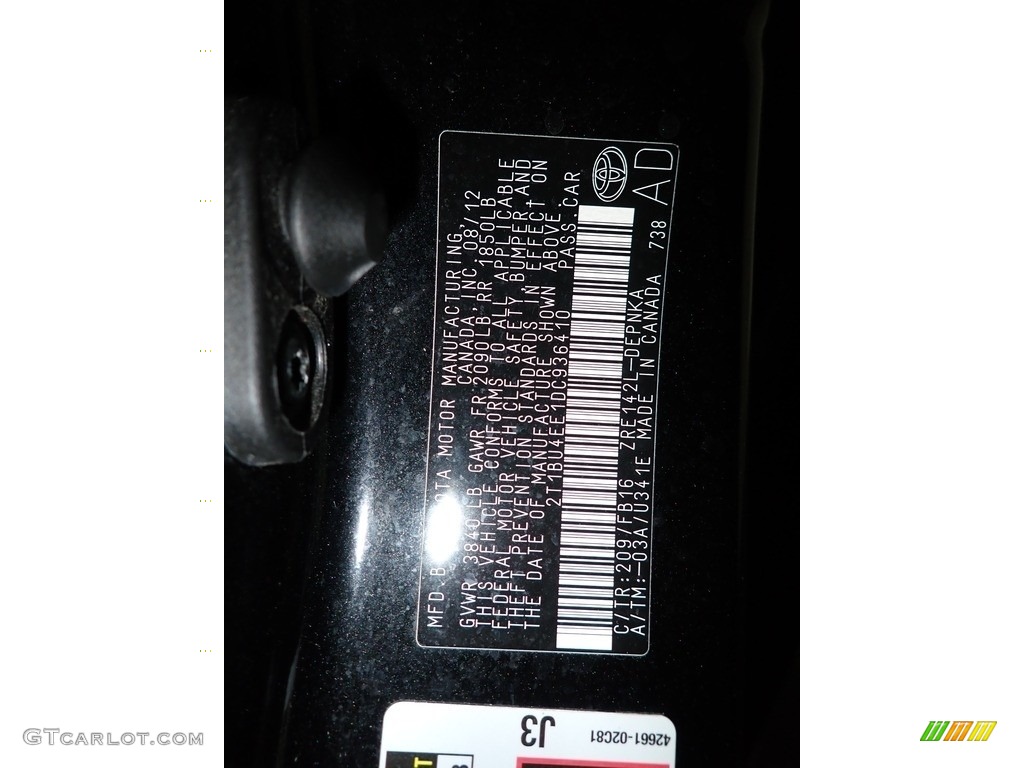 MFD. BY TOYOTA MOTOR MANUFACTURING,
CANADA, INC. 08/12
GVWR 3840 LB GAWR FR 2090LB, RR 1850LB
THIS VEHICLE CONFORMS TO ALL APPLICABLE
FEDERAL MOTOR VEHICLE SAFETY, BUMPER, AND
THEFT PREVENTION STANDARDS IN EFFECT ON
THE DATE OF MANUFACTURE SHOWN ABOVE.
2T1BU4EE1DC936410 PASS. CAR
C/TR:209/FB16 ZRE142L-DEPNKA
A/TM:-03A/U341E MADE IN CANADA 738
AD
J3
42661-02C81
GTCARLOT.COM